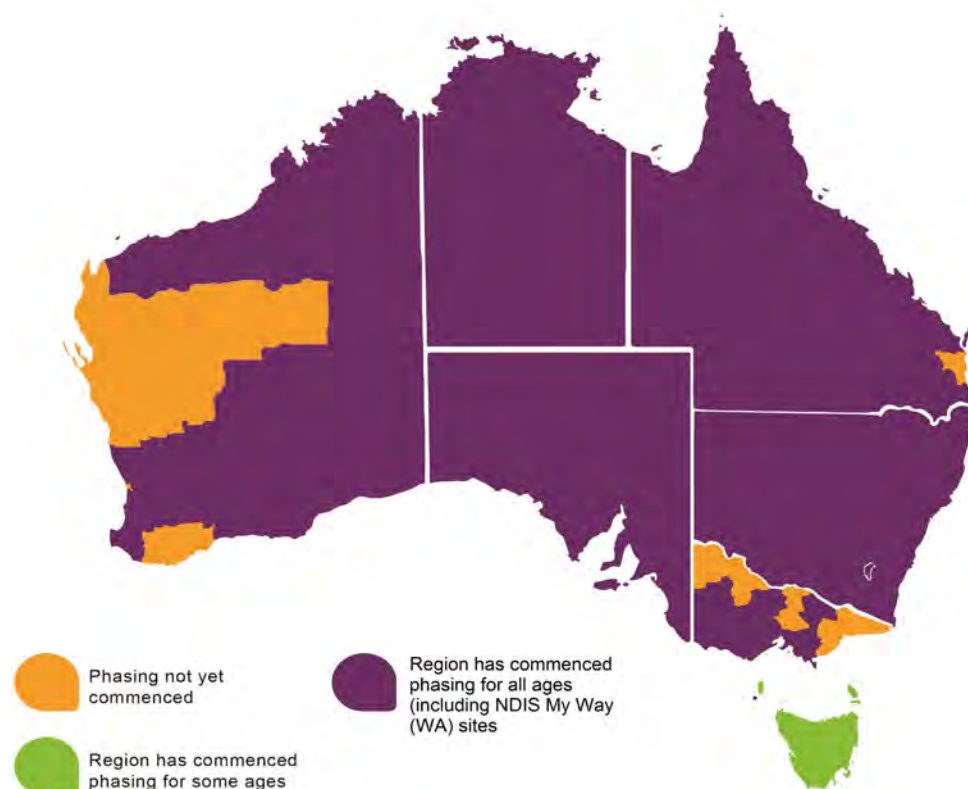 Phasing not yet
commenced
Region has commenced
phasing for some ages
Region has commenced
phasing for all ages
(including NDIS My Way
(WA) sites